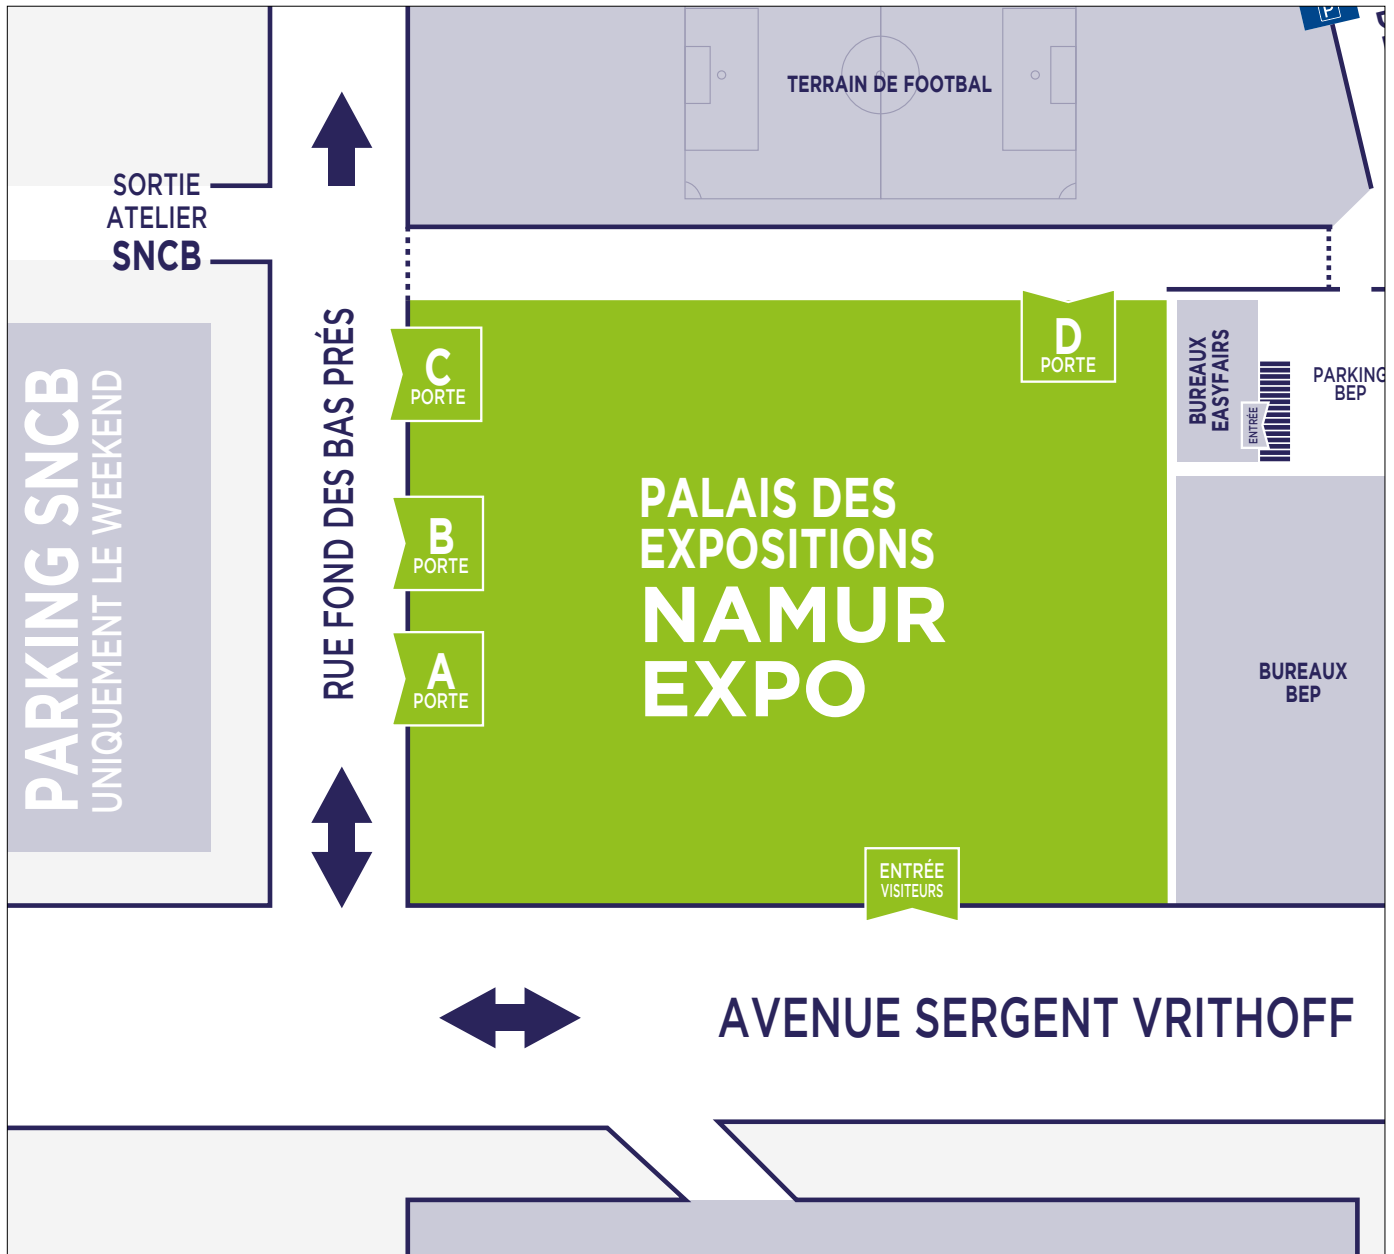 P
TERRAIN DE FOOTBAL
SORTIE
ATELIER
SNCB
RUE FOND DES BAS PRÉS
PARKING SNCB
UNIQUEMENT LE WEEKEND
C
PORTE
B
PORTE
A
PORTE
D
PORTE
PALAIS DES
EXPOSITIONS
NAMUR
EXPO
BUREAUX
EASYFAIRS
ENTRÉE
PARKING
BEP
BUREAUX
BEP
ENTRÉE
VISITEURS
AVENUE SERGENT VRITHOFF